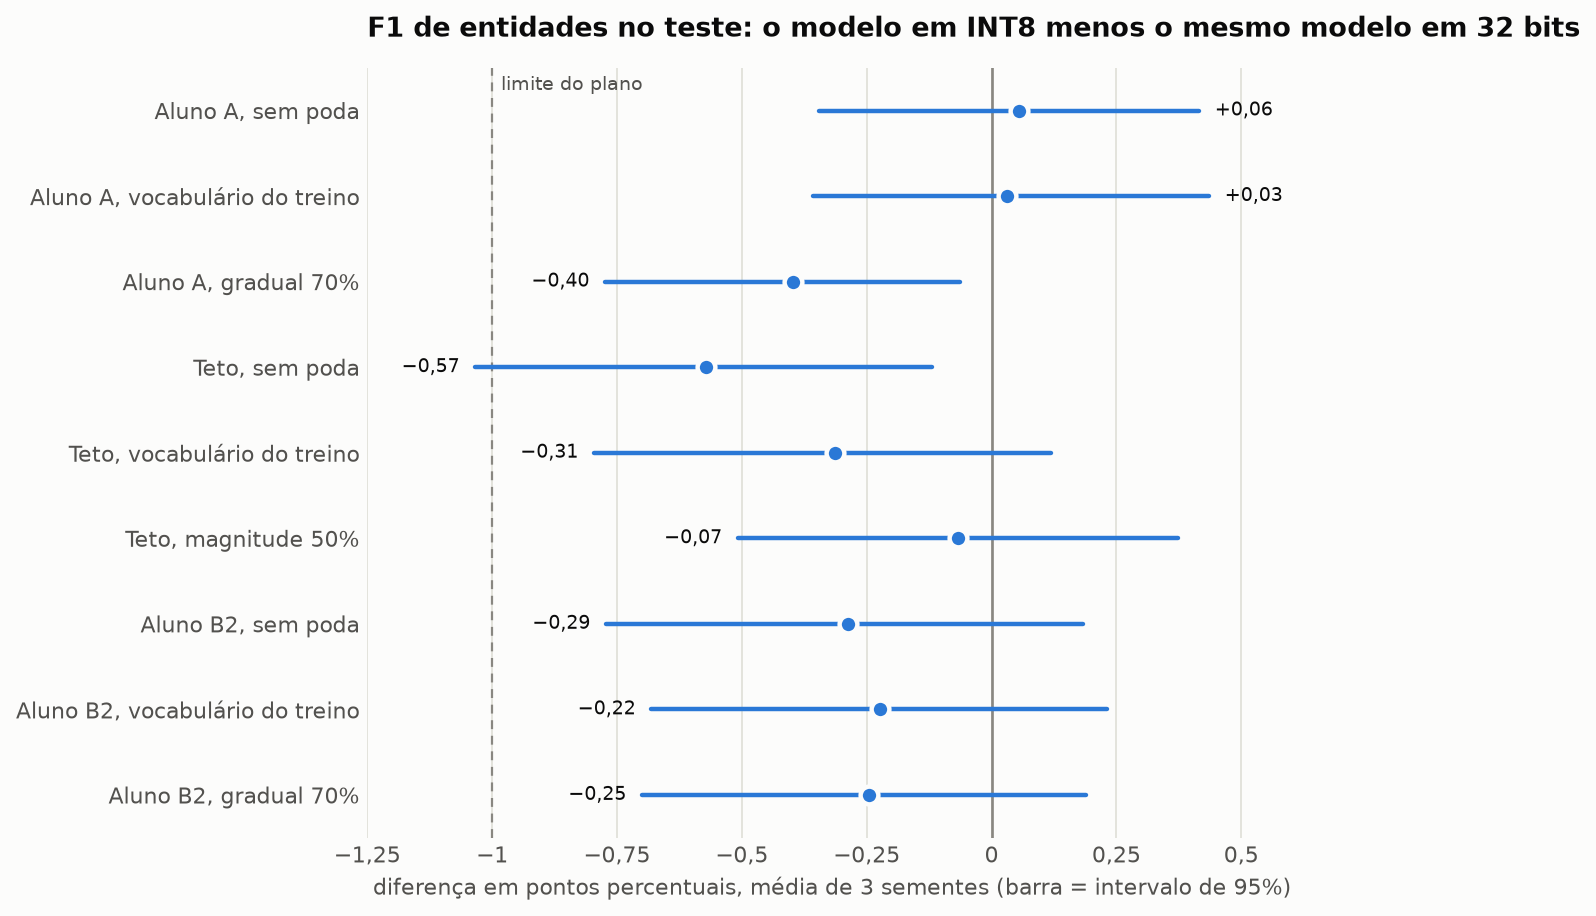 F1 de entidades no teste: o modelo em INT8 menos o mesmo modelo em 32 bits
limite do plano
Aluno A, sem poda
+0,06
Aluno A, vocabulário do treino
+0,03
Aluno A, gradual 70%
−0,40
Teto, sem poda
−0,57
Teto, vocabulário do treino
−0,31
Teto, magnitude 50%
−0,07
Aluno B2, sem poda
−0,29
Aluno B2, vocabulário do treino
−0,22
Aluno B2, gradual 70%
−0,25
−1,25 −1 −0,75 −0,5 −0,25 0 0,25 0,5
diferença em pontos percentuais, média de 3 sementes (barra = intervalo de 95%)